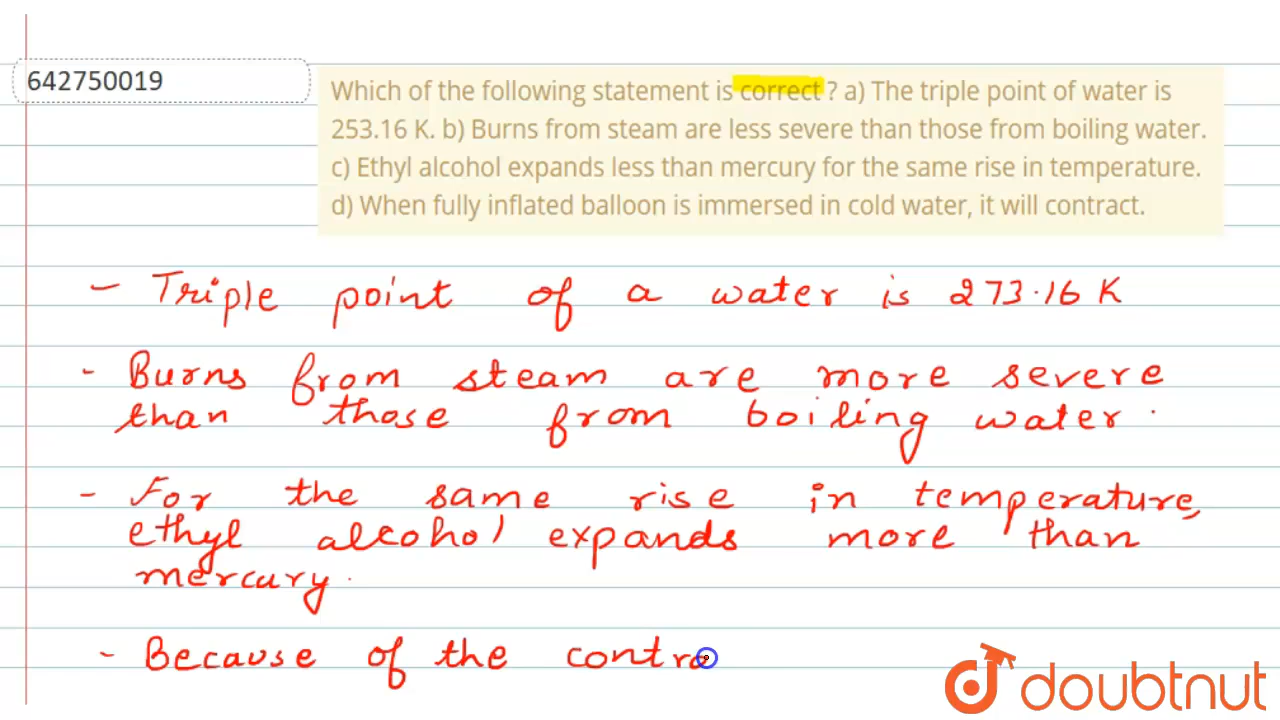 642750019
Which of the following statement is correct ? a) The triple point of water is
253.16 K. b) Burns from steam are less severe than those from boiling water.
c) Ethyl alcohol expands less than mercury for the same rise in temperature.
d) When fully inflated balloon is immersed in cold water, it will contract.
- Triple point of a water is 273.16 K
- Burns from steam are more severe
than those from boiling water.
- For the same rise in temperature,
ethyl alcohol expands more than
mercury.
- Because of the contra
doubtnut